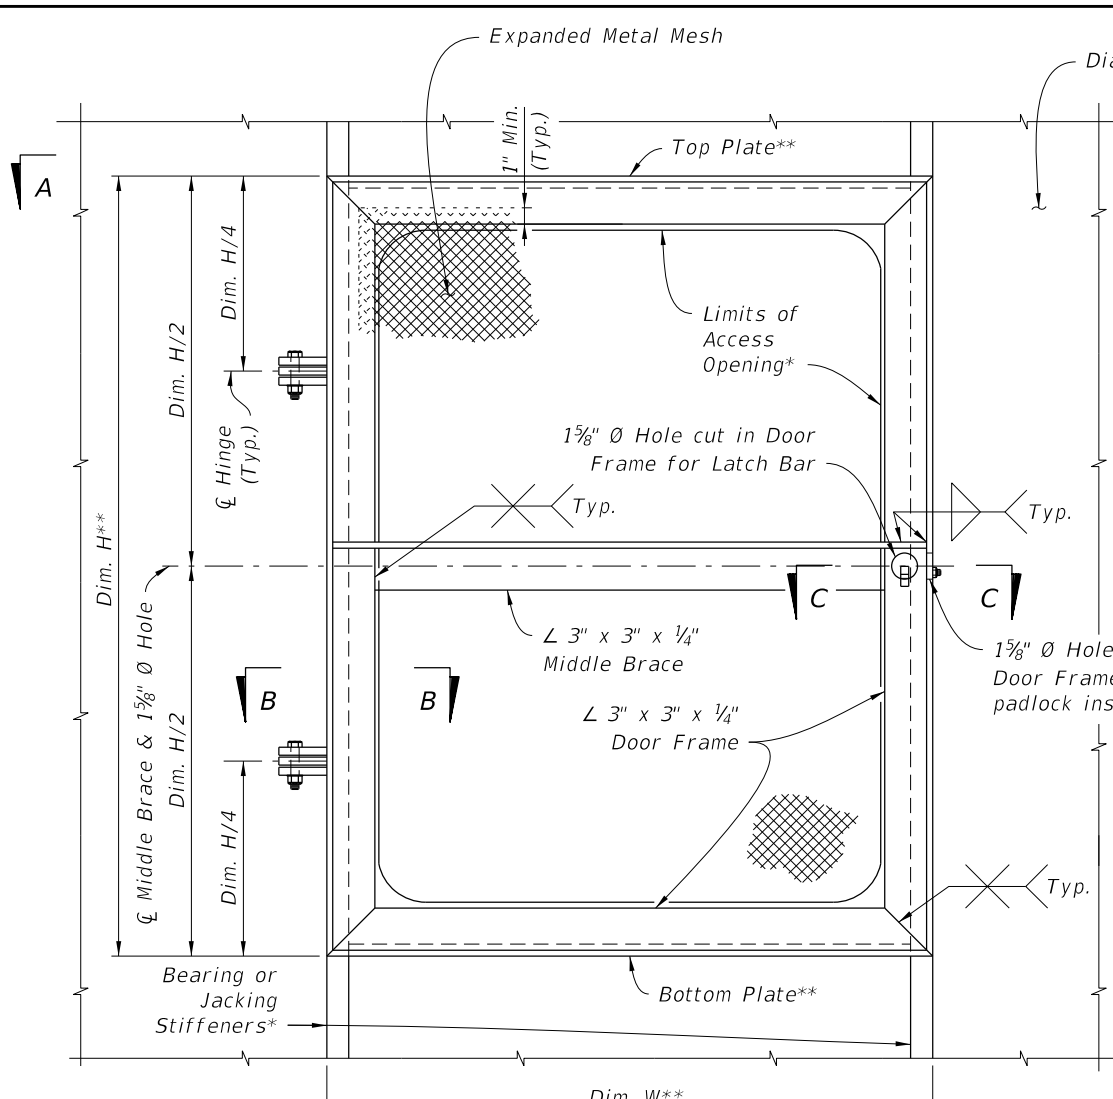 Expanded Metal Mesh
Dia
1" Min.
(Typ.)
Top Plate**
A
Dim. H/4
Dim. H/2
Limits of
Access
Opening*
℄ Hinge
(Typ.)
1⅝" Ø Hole cut in Door
Frame for Latch Bar
Typ.
Typ.
Dim. H**
C
C
∠ 3" x 3" x ¼"
Middle Brace
1⅝" Ø Hole
Door Frame
padlock ins
B
B
∠ 3" x 3" x ¼"
Door Frame
℄ Middle Brace & 1⅝" Ø Hole
Dim. H/2
Dim. H/4
Typ.
Bearing or
Jacking
Stiffeners*
Bottom Plate**
Dim. W**